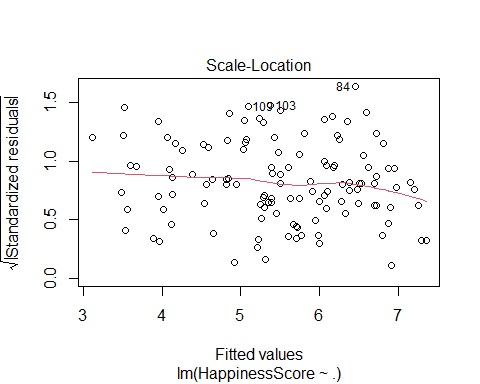 Scale-Location
√|Standardized residuals|
1.5
1.0
0.5
0.0
84
109
103
3 4 5 6 7
Fitted values
lm(HappinessScore ~ .)